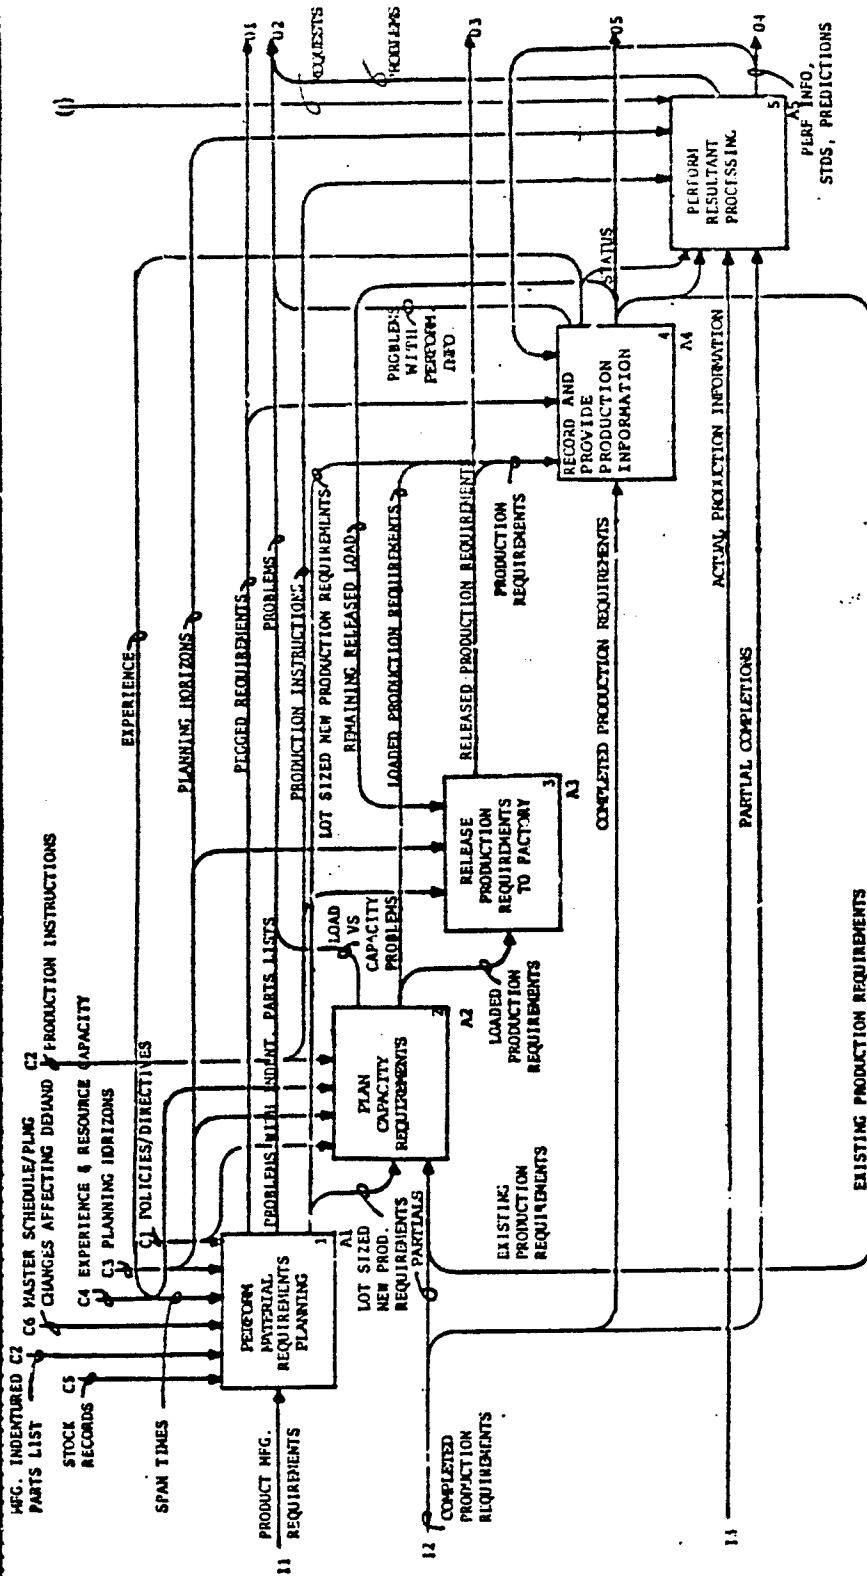 MFG. INDENTURED C2
PARTS LIST
C6 MASTER SCHEDULE/PLNG
CHANGES AFFECTING DEMAND
C2
PRODUCTION INSTRUCTIONS
STOCK C5
RECORDS
C4 EXPERIENCE & RESOURCE CAPACITY
C3 PLANNING HORIZONS
C1 POLICIES/DIRECTIVES
SPAN TIMES
EXPERIENCE
PLANNING HORIZONS
PEGGED REQUIREMENTS
PROBLEMS
PROBLEMS WITH INDENT. PARTS LISTS
PRODUCTION INSTRUCTIONS
LOT SIZED NEW PRODUCTION REQUIREMENTS
REMAINING RELEASED LOAD
LOADED PRODUCTION REQUIREMENTS
RELEASED PRODUCTION REQUIREMENTS
I1
PRODUCT MFG.
REQUIREMENTS
PERFORM
MATERIAL
REQUIREMENTS
PLANNING
1
A1
LOT SIZED
NEW PROD.
REQUIREMENTS
PARTIALS
PLAN
CAPACITY
REQUIREMENTS
2
A2
LOAD
VS
CAPACITY
PROBLEMS
EXISTING
PRODUCTION
REQUIREMENTS
LOADED
PRODUCTION
REQUIREMENTS
RELEASE
PRODUCTION
REQUIREMENTS
TO FACTORY
3
A3
PRODUCTION
REQUIREMENTS
PROBLEMS
WITH
PERFORM
INFO
RECORD AND
PROVIDE
PRODUCTION
INFORMATION
4
A4
STATUS
PERFORM
RESULTANT
PROCESSING
5
A5
PERF INFO,
STDS, PREDICTIONS
REQUESTS
PROBLEMS
O1
O2
O3
O5
O4
I2
COMPLETED
PRODUCTION
REQUIREMENTS
COMPLETED PRODUCTION REQUIREMENTS
I3
ACTUAL PRODUCTION INFORMATION
PARTIAL COMPLETIONS
EXISTING PRODUCTION REQUIREMENTS